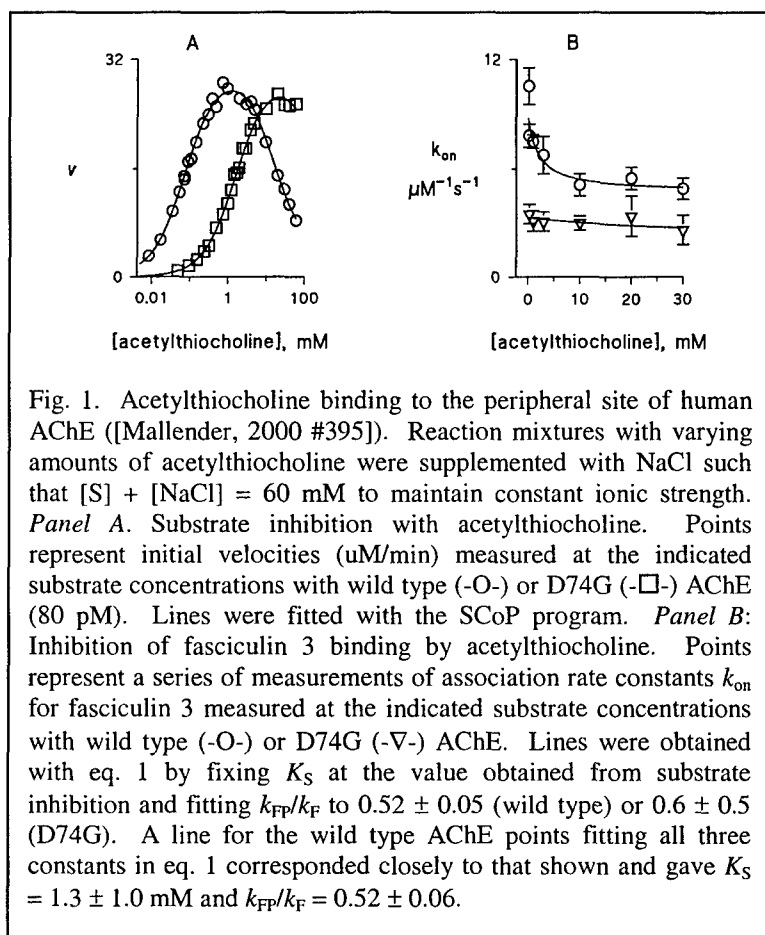 A
B
32
v
0
0.01
1
100
[acetylthiocholine], mM
12
k_on
μM⁻¹s⁻¹
0
0
10
20
30
[acetylthiocholine], mM
Fig. 1. Acetylthiocholine binding to the peripheral site of human
AChE ([Mallender, 2000 #395]). Reaction mixtures with varying
amounts of acetylthiocholine were supplemented with NaCl such
that [S] + [NaCl] = 60 mM to maintain constant ionic strength.
Panel A. Substrate inhibition with acetylthiocholine. Points
represent initial velocities (uM/min) measured at the indicated
substrate concentrations with wild type (-O-) or D74G (-□-) AChE
(80 pM). Lines were fitted with the SCoP program. Panel B:
Inhibition of fasciculin 3 binding by acetylthiocholine. Points
represent a series of measurements of association rate constants k_on
for fasciculin 3 measured at the indicated substrate concentrations
with wild type (-O-) or D74G (-∇-) AChE. Lines were obtained
with eq. 1 by fixing K_S at the value obtained from substrate
inhibition and fitting k_FP/k_F to 0.52 ± 0.05 (wild type) or 0.6 ± 0.5
(D74G). A line for the wild type AChE points fitting all three
constants in eq. 1 corresponded closely to that shown and gave K_S
= 1.3 ± 1.0 mM and k_FP/k_F = 0.52 ± 0.06.